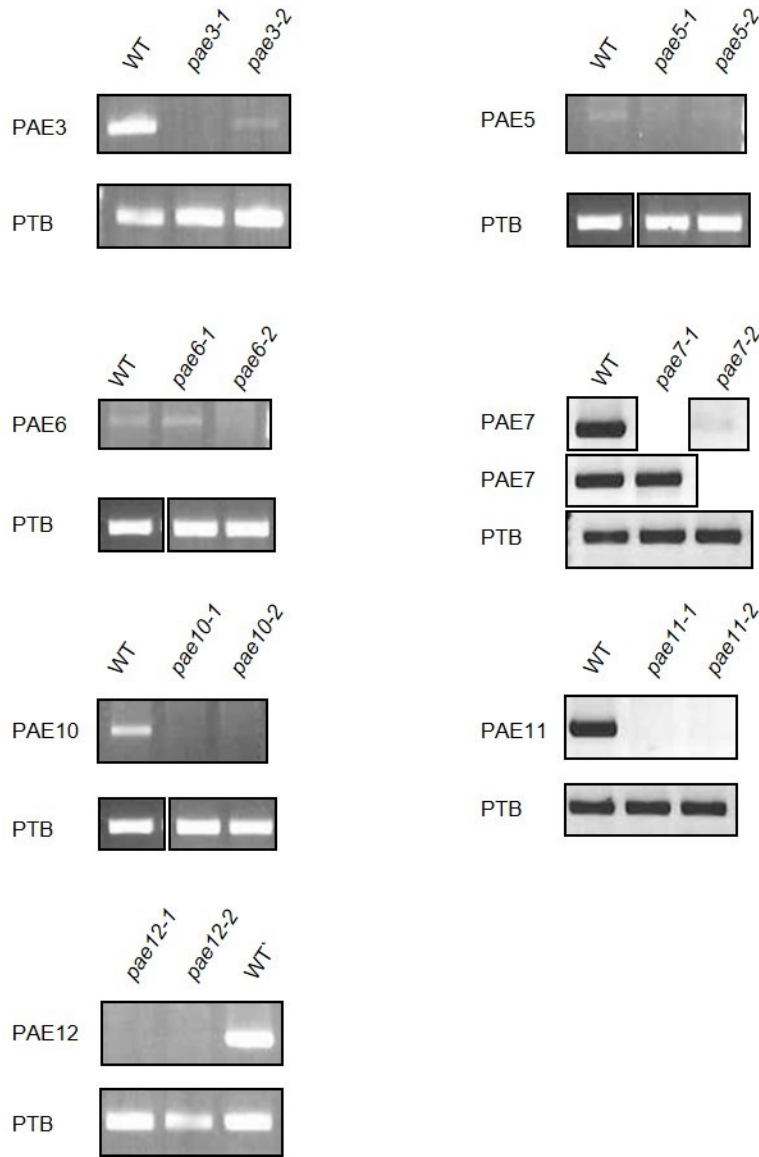 WT pae3-1 pae3-2
PAE3
PTB
WT pae5-1 pae5-2
PAE5
PTB
WT pae6-1 pae6-2
PAE6
PTB
WT pae7-1 pae7-2
PAE7
PAE7
PTB
WT pae10-1 pae10-2
PAE10
PTB
WT pae11-1 pae11-2
PAE11
PTB
pae12-1 pae12-2 WT`
PAE12
PTB